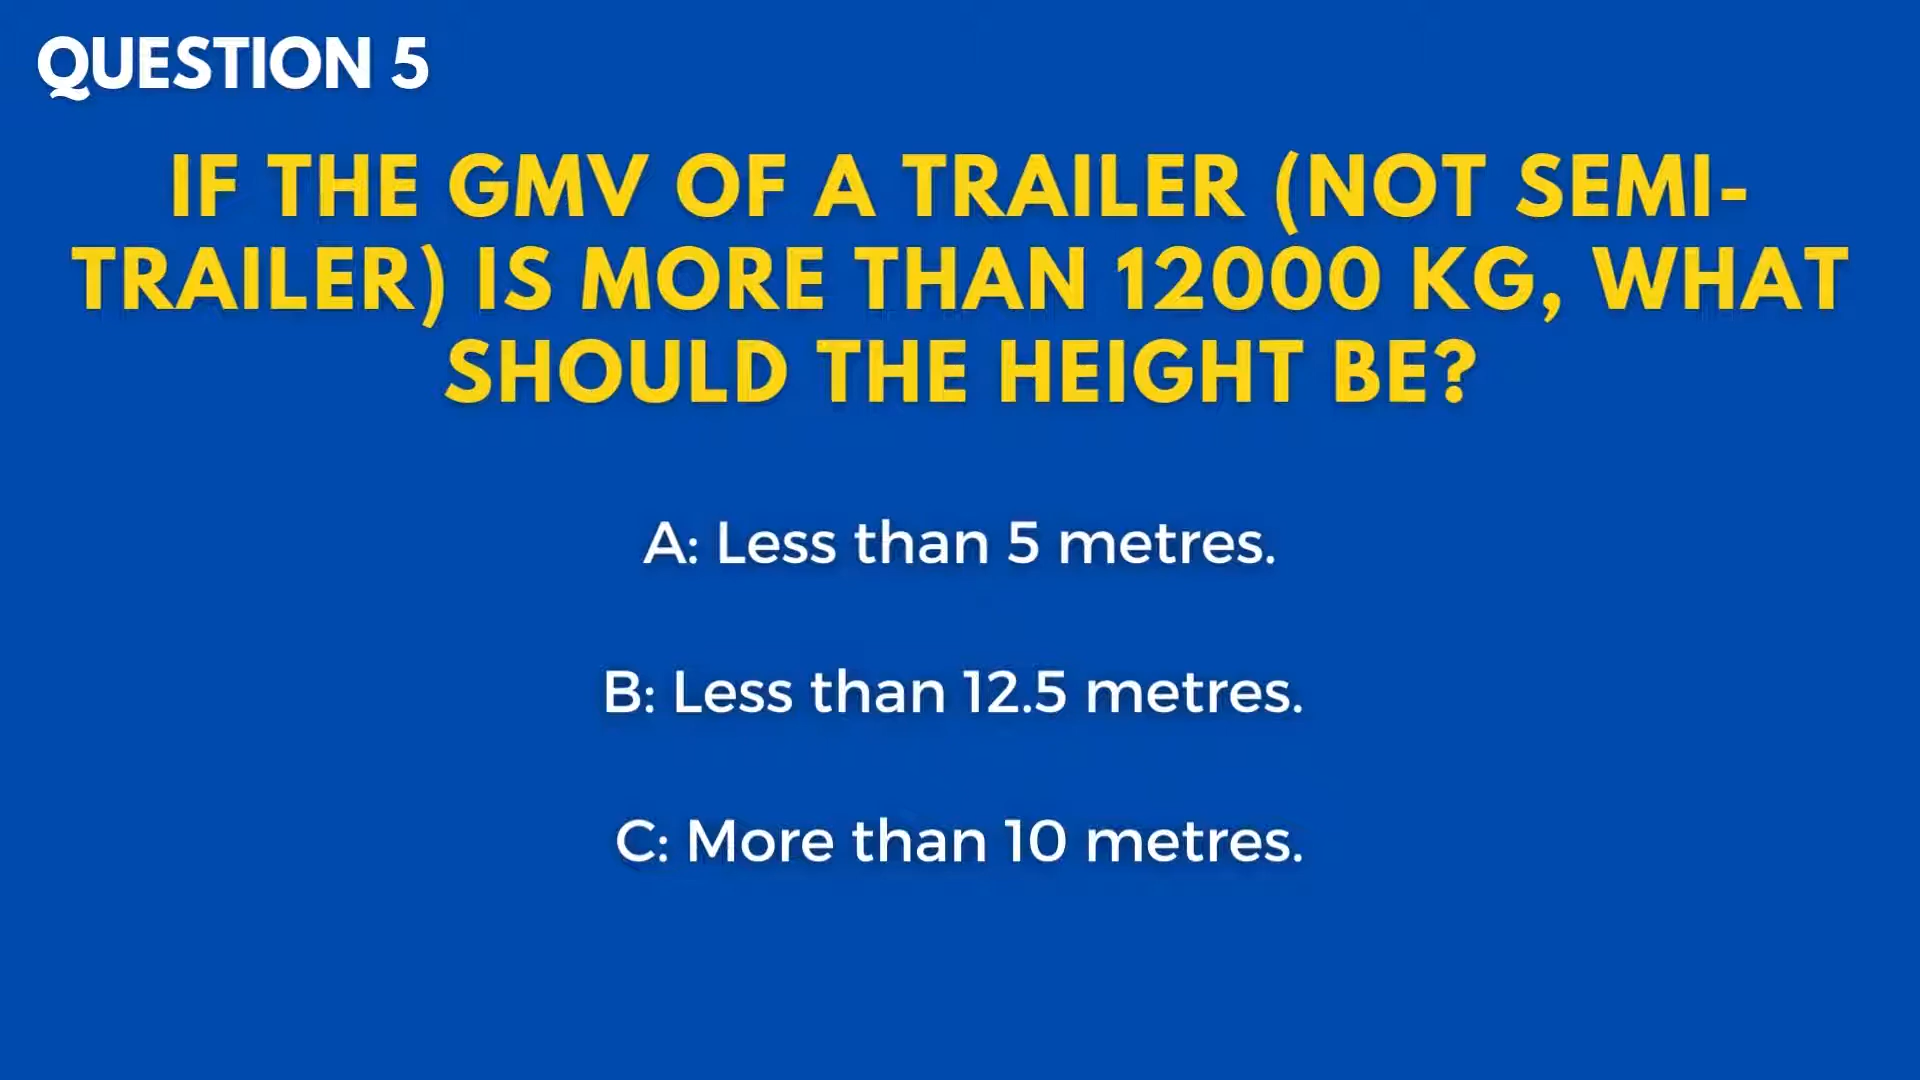 QUESTION 5
IF THE GMV OF A TRAILER (NOT SEMI-
TRAILER) IS MORE THAN 12000 KG, WHAT
SHOULD THE HEIGHT BE?
A: Less than 5 metres.
B: Less than 12.5 metres.
C: More than 10 metres.